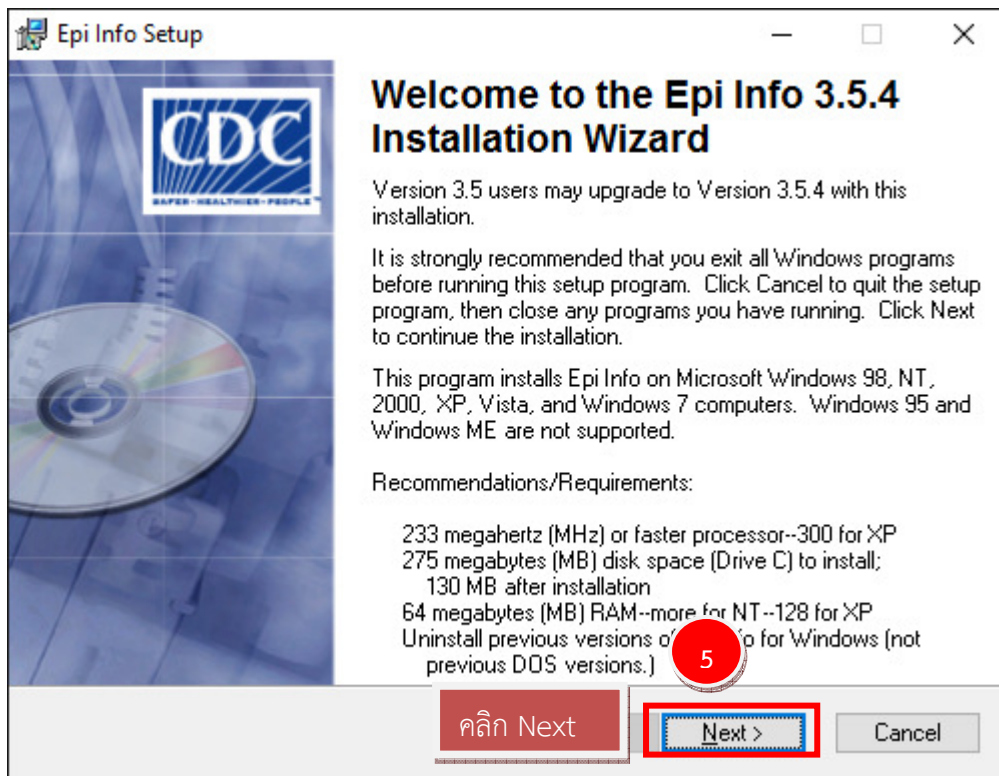 Epi Info Setup
CDC
SAFER·HEALTHIER·PEOPLE™
Welcome to the Epi Info 3.5.4
Installation Wizard
Version 3.5 users may upgrade to Version 3.5.4 with this
installation.
It is strongly recommended that you exit all Windows programs
before running this setup program. Click Cancel to quit the setup
program, then close any programs you have running. Click Next
to continue the installation.
This program installs Epi Info on Microsoft Windows 98, NT,
2000, XP, Vista, and Windows 7 computers. Windows 95 and
Windows ME are not supported.
Recommendations/Requirements:
233 megahertz (MHz) or faster processor--300 for XP
275 megabytes (MB) disk space (Drive C) to install;
130 MB after installation
64 megabytes (MB) RAM--more for NT--128 for XP
Uninstall previous versions for Windows (not
previous DOS versions.)
5
คลิก Next
Next >
Cancel